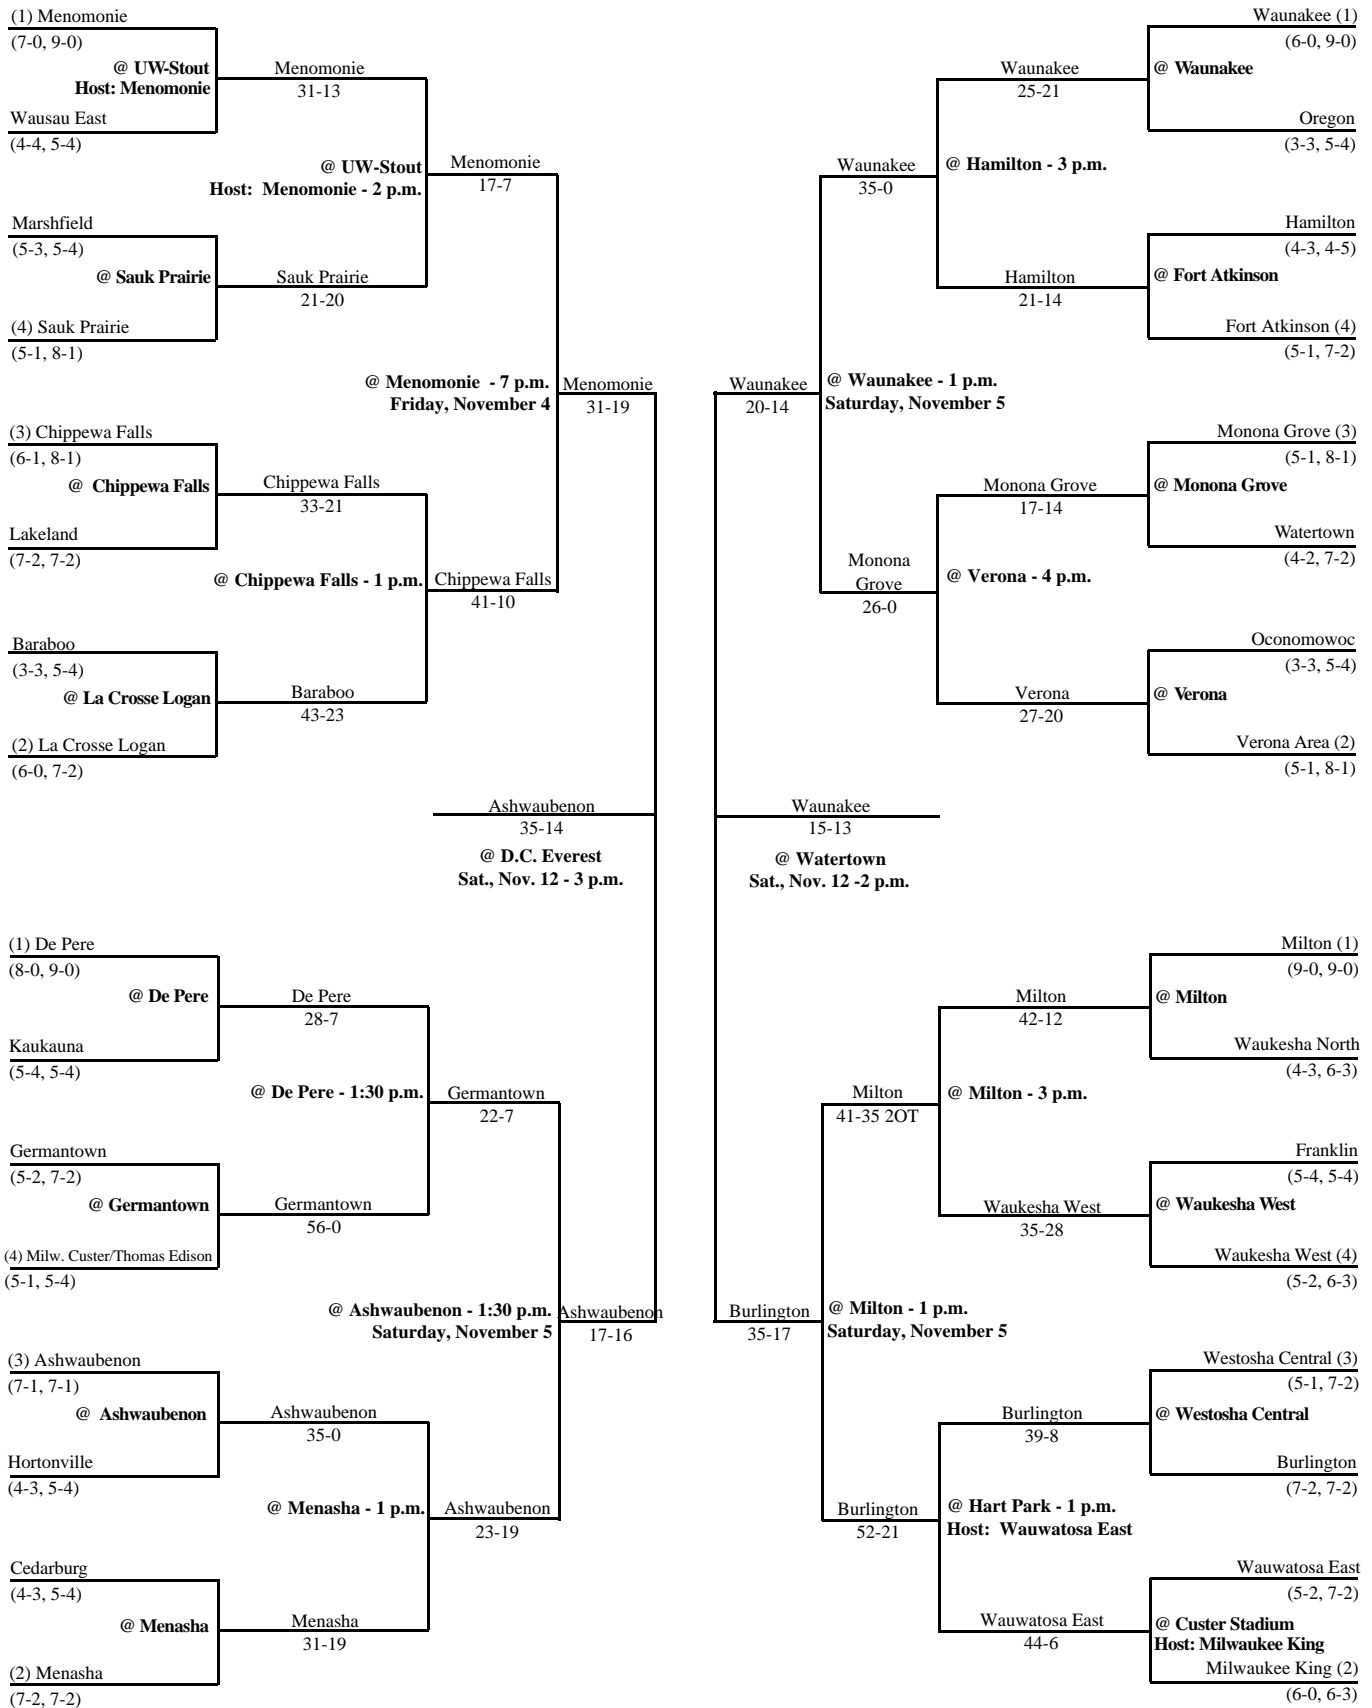 (1) Menomonie
(7-0, 9-0)
@ UW-Stout
Host: Menomonie
Menomonie
31-13
Wausau East
(4-4, 5-4)
@ UW-Stout
Host:  Menomonie - 2 p.m.
Menomonie
17-7
Marshfield
(5-3, 5-4)
@ Sauk Prairie
Sauk Prairie
21-20
(4) Sauk Prairie
(5-1, 8-1)
@ Menomonie  - 7 p.m.
Friday, November 4
Menomonie
31-19
(3) Chippewa Falls
(6-1, 8-1)
@  Chippewa Falls
Chippewa Falls
33-21
Lakeland
(7-2, 7-2)
@ Chippewa Falls - 1 p.m.
Chippewa Falls
41-10
Baraboo
(3-3, 5-4)
@ La Crosse Logan
Baraboo
43-23
(2) La Crosse Logan
(6-0, 7-2)
Ashwaubenon
35-14
@ D.C. Everest
Sat., Nov. 12 - 3 p.m.
(1) De Pere
(8-0, 9-0)
@ De Pere
De Pere
28-7
Kaukauna
(5-4, 5-4)
@ De Pere - 1:30 p.m.
Germantown
22-7
Germantown
(5-2, 7-2)
@ Germantown
Germantown
56-0
(4) Milw. Custer/Thomas Edison
(5-1, 5-4)
@ Ashwaubenon - 1:30 p.m.
Saturday, November 5
Ashwaubenon
17-16
(3) Ashwaubenon
(7-1, 7-1)
@  Ashwaubenon
Ashwaubenon
35-0
Hortonville
(4-3, 5-4)
@ Menasha - 1 p.m.
Ashwaubenon
23-19
Cedarburg
(4-3, 5-4)
@ Menasha
Menasha
31-19
(2) Menasha
(7-2, 7-2)
Waunakee (1)
(6-0, 9-0)
@ Waunakee
Waunakee
25-21
Oregon
(3-3, 5-4)
Waunakee
35-0
@ Hamilton - 3 p.m.
Hamilton
(4-3, 4-5)
@ Fort Atkinson
Hamilton
21-14
Fort Atkinson (4)
(5-1, 7-2)
Waunakee
20-14
@ Waunakee - 1 p.m.
Saturday, November 5
Monona Grove (3)
(5-1, 8-1)
@ Monona Grove
Monona Grove
17-14
Watertown
(4-2, 7-2)
Monona
Grove
26-0
@ Verona - 4 p.m.
Oconomowoc
(3-3, 5-4)
@ Verona
Verona
27-20
Verona Area (2)
(5-1, 8-1)
Waunakee
15-13
@ Watertown
Sat., Nov. 12 -2 p.m.
Milton (1)
(9-0, 9-0)
@ Milton
Milton
42-12
Waukesha North
(4-3, 6-3)
Milton
41-35 2OT
@ Milton - 3 p.m.
Franklin
(5-4, 5-4)
@ Waukesha West
Waukesha West
35-28
Waukesha West (4)
(5-2, 6-3)
Burlington
35-17
@ Milton - 1 p.m.
Saturday, November 5
Westosha Central (3)
(5-1, 7-2)
@ Westosha Central
Burlington
39-8
Burlington
(7-2, 7-2)
Burlington
52-21
@ Hart Park - 1 p.m.
Host:  Wauwatosa East
Wauwatosa East
(5-2, 7-2)
@ Custer Stadium
Host: Milwaukee King
Wauwatosa East
44-6
Milwaukee King (2)
(6-0, 6-3)